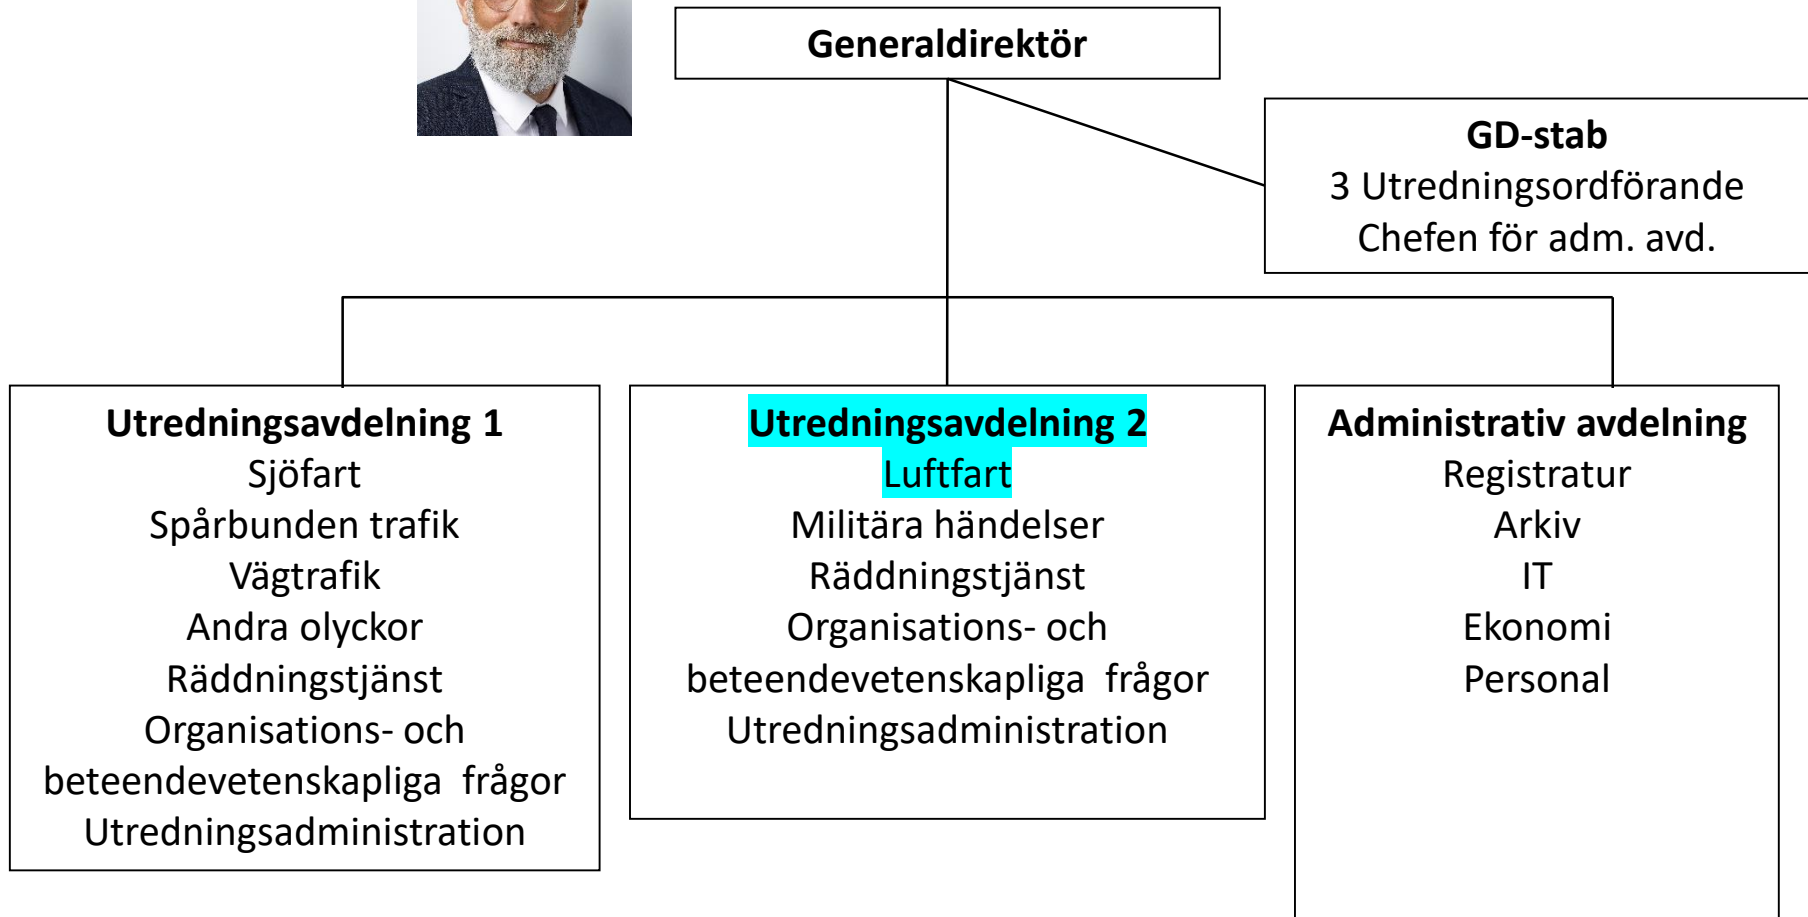 Generaldirektör
GD-stab
3 Utredningsordförande
Chefen för adm. avd.
Utredningsavdelning 1
Sjöfart
Spårbunden trafik
Vägtrafik
Andra olyckor
Räddningstjänst
Organisations- och
beteendevetenskapliga  frågor
Utredningsadministration
Utredningsavdelning 2
Luftfart
Militära händelser
Räddningstjänst
Organisations- och
beteendevetenskapliga  frågor
Utredningsadministration
Administrativ avdelning
Registratur
Arkiv
IT
Ekonomi
Personal